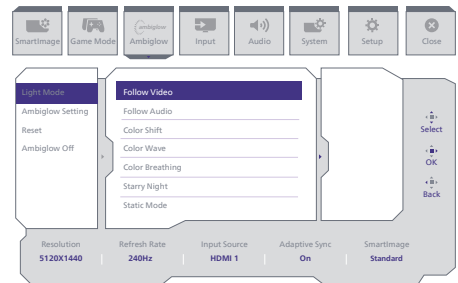 SmartImage Game Mode Ambiglow Input Audio System Setup Close
ambiglow
Light Mode
Ambiglow Setting
Reset
Ambiglow Off
Follow Video
Follow Audio
Color Shift
Color Wave
Color Breathing
Starry Night
Static Mode
Select
OK
Back
Resolution Refresh Rate Input Source Adaptive Sync SmartImage
5120X1440 240Hz HDMI 1 On Standard